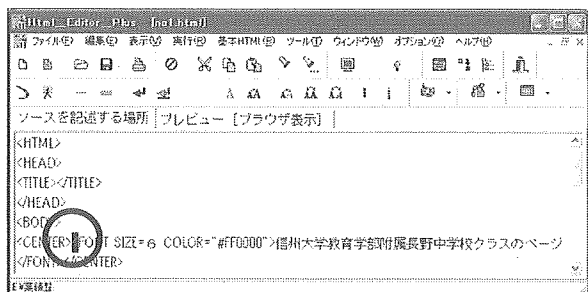 Html_Editor_Plus [no1.html]
ファイル(F) 編集(E) 表示(V) 実行(R) 基本HTML(B) ツール(T) ウィンドウ(W) オプション(O) ヘルプ(H)
ソースを記述する場所 プレビュー [ブラウザ表示]
<HTML>
<HEAD>
<TITLE></TITLE>
</HEAD>
<BODY>
<CENTER><FONT SIZE=6 COLOR="#FF0000">信州大学教育学部附属長野中学校クラスのページ
</FONT></CENTER>